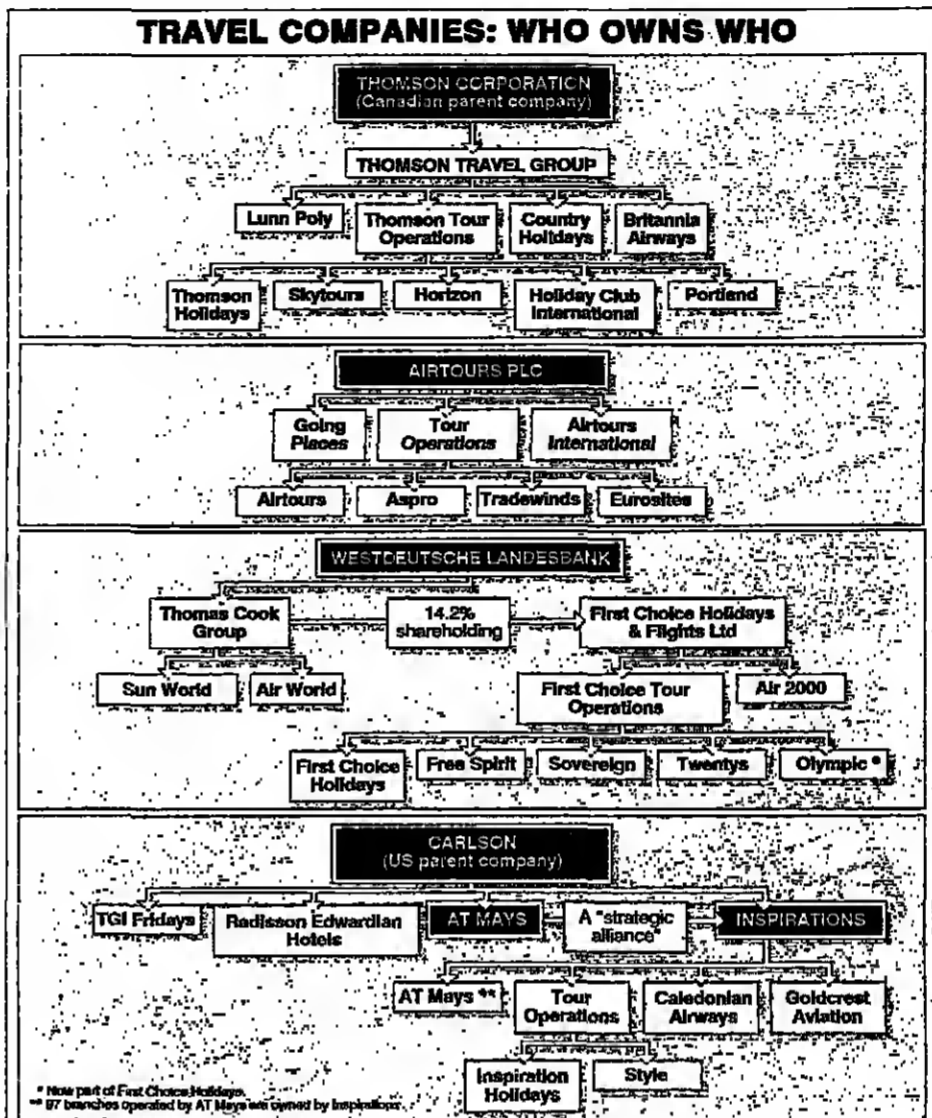 TRAVEL COMPANIES: WHO OWNS WHO
THOMSON CORPORATION
(Canadian parent company)
THOMSON TRAVEL GROUP
Lunn Poly
Thomson Tour
Operations
Country
Holidays
Britannia
Airways
Thomson
Holidays
Skytours
Horizon
Holiday Club
International
Portland
AIRTOURS PLC
Going
Places
Tour
Operations
Airtours
International
Airtours
Aspro
Tradewinds
Eurosites
WESTDEUTSCHE LANDESBANK
Thomas Cook
Group
14.2%
shareholding
First Choice Holidays
& Flights Ltd
Sun World
Air World
First Choice Tour
Operations
Air 2000
First Choice
Holidays
Free Spirit
Sovereign
Twentys
Olympic *
CARLSON
(US parent company)
TGI Fridays
Radisson Edwardian
Hotels
AT MAYS
A "strategic
alliance"
INSPIRATIONS
AT Mays **
Tour
Operations
Caledonian
Airways
Goldcrest
Aviation
Inspiration
Holidays
Style
* Now part of First Choice Holidays.
** 97 branches operated by AT Mays are owned by Inspirations